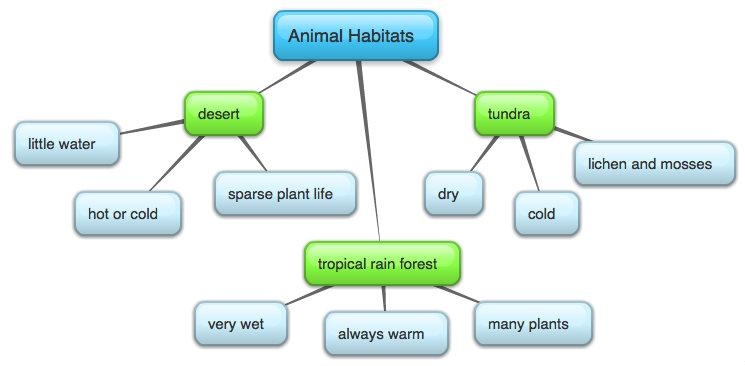 Animal Habitats
desert
little water
hot or cold
sparse plant life
tundra
dry
cold
lichen and mosses
tropical rain forest
very wet
always warm
many plants